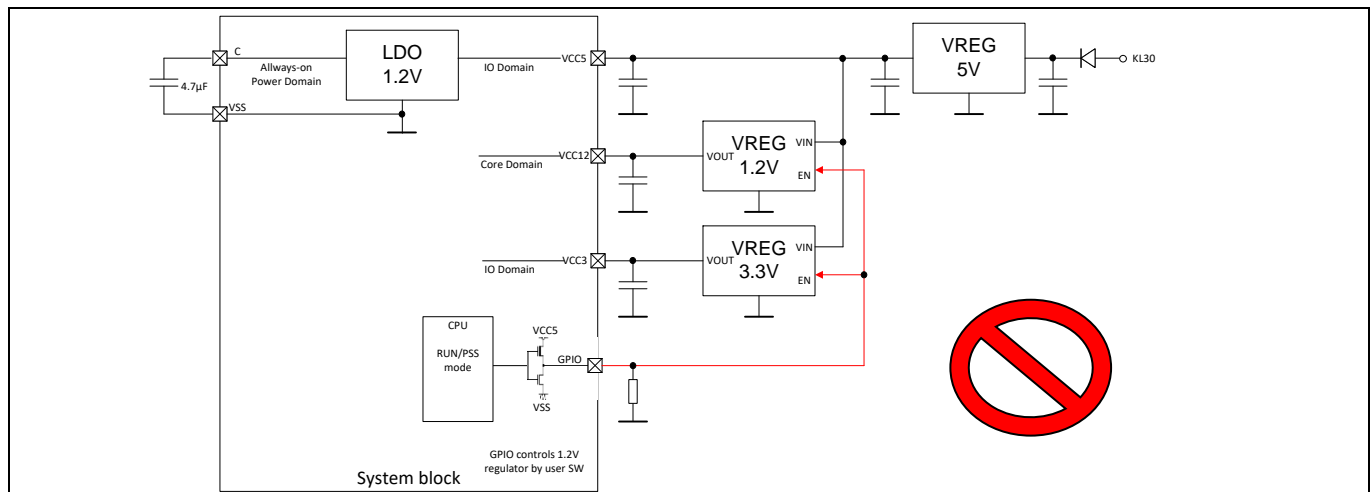 C
LDO
1.2V
VCC5
VREG
5V
KL30
Allways-on
Power Domain
IO Domain
4.7µF
VSS
VCC12
Core Domain
VOUT
VREG
1.2V
VIN
EN
VCC3
IO Domain
VOUT
VREG
3.3V
VIN
EN
CPU
RUN/PSS
mode
VCC5
GPIO
VSS
GPIO controls 1.2V
regulator by user SW
System block